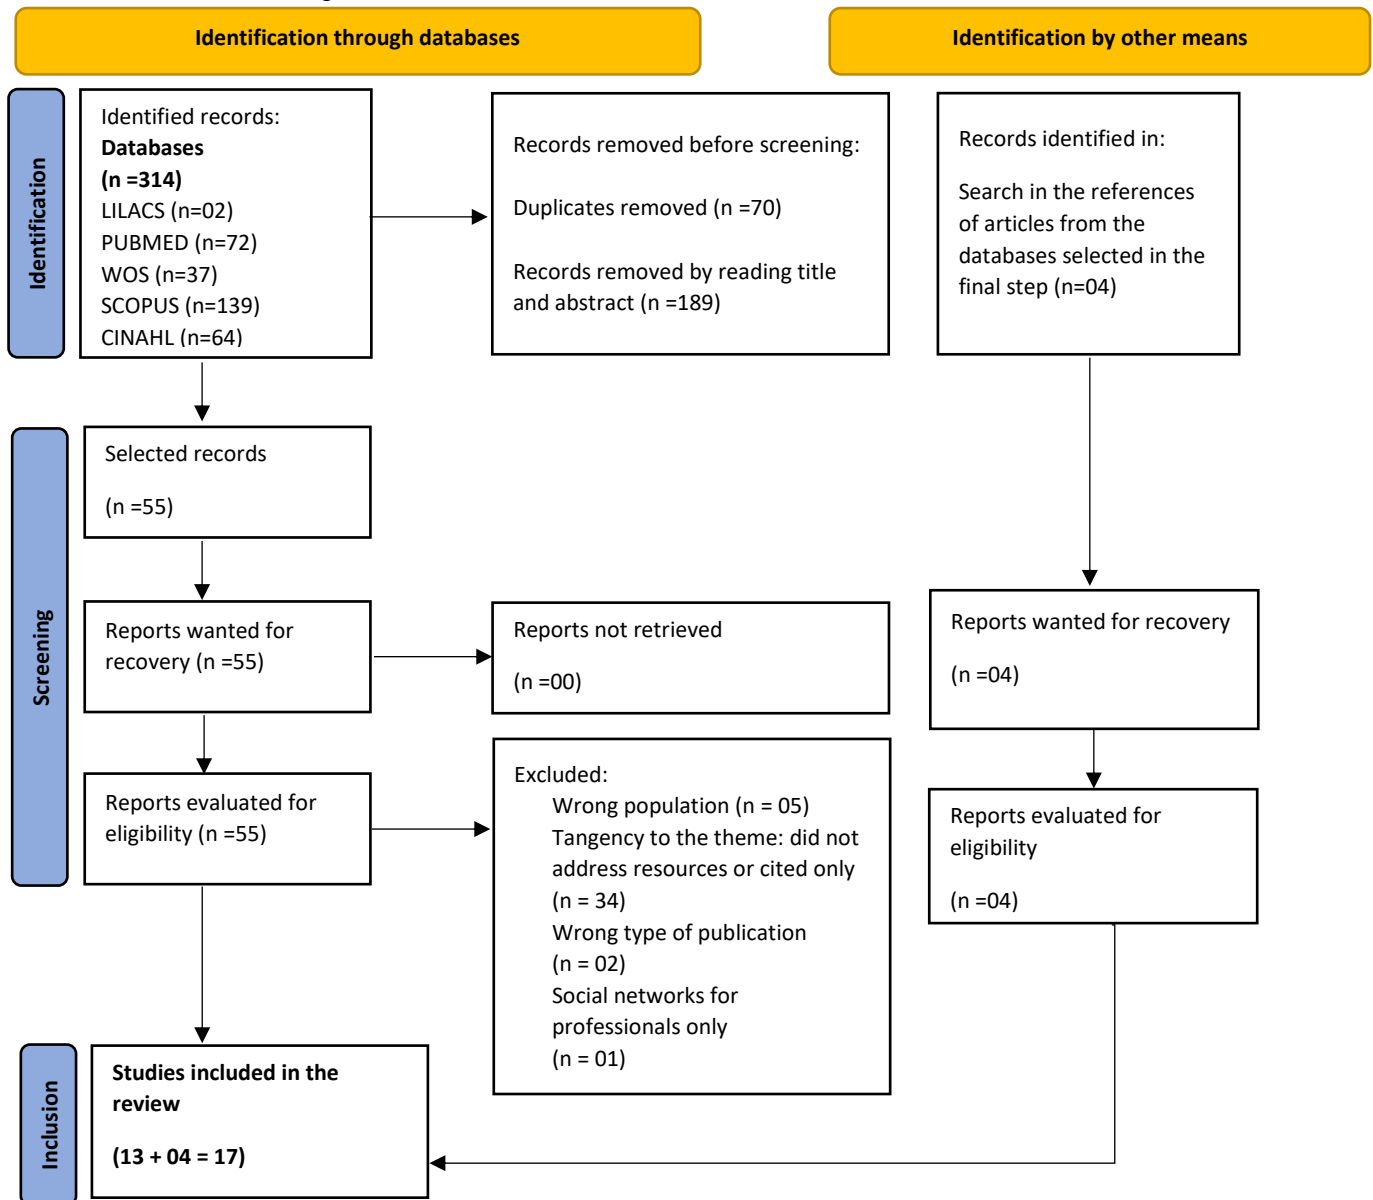 Identification through databases
Identification by other means
Identification
Identified records:
Databases
(n =314)
LILACS (n=02)
PUBMED (n=72)
WOS (n=37)
SCOPUS (n=139)
CINAHL (n=64)
Records removed before screening:
Duplicates removed (n =70)
Records removed by reading title
and abstract (n =189)
Records identified in:
Search in the references
of articles from the
databases selected in the
final step (n=04)
Screening
Selected records
(n =55)
Reports wanted for
recovery (n =55)
Reports not retrieved
(n =00)
Reports wanted for recovery
(n =04)
Reports evaluated for
eligibility (n =55)
Excluded:
Wrong population (n = 05)
Tangency to the theme: did not
address resources or cited only
(n = 34)
Wrong type of publication
(n = 02)
Social networks for
professionals only
(n = 01)
Reports evaluated for
eligibility
(n =04)
Inclusion
Studies included in the
review
(13 + 04 = 17)